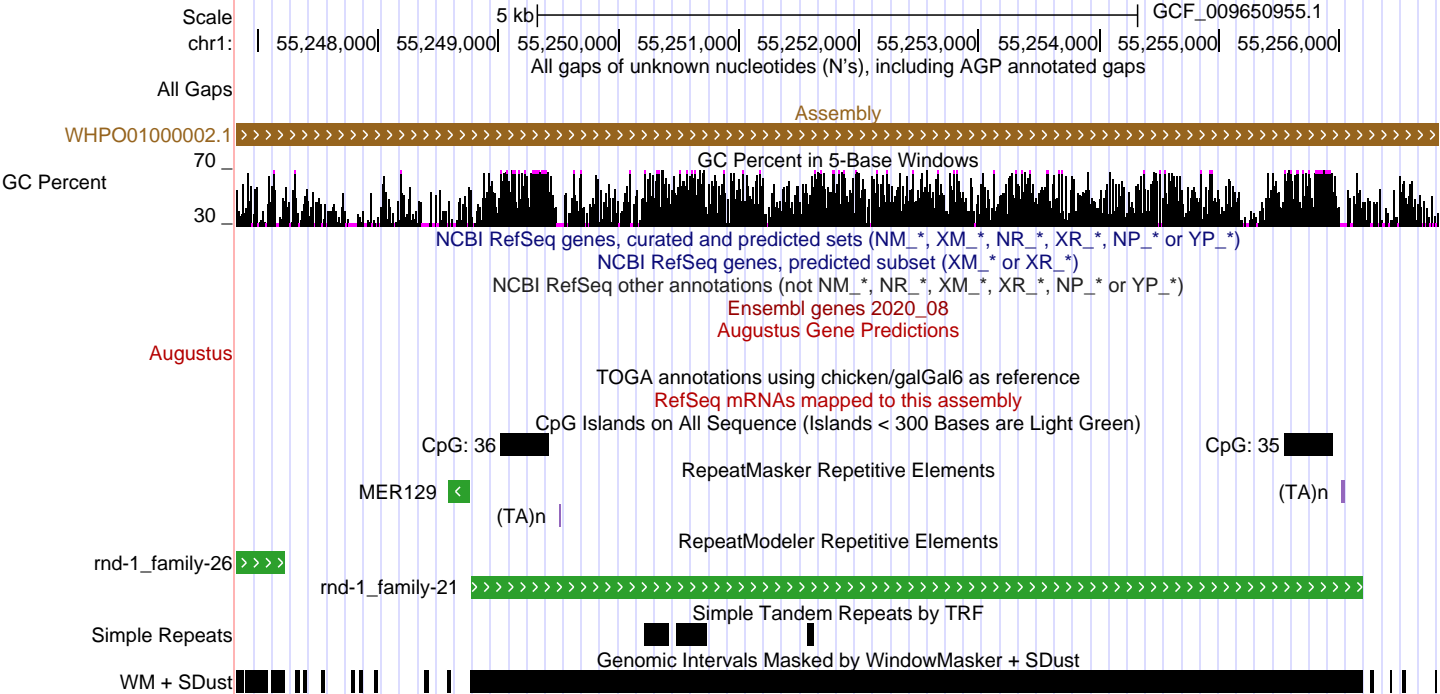 Scale 5 kb GCF_009650955.1
chr1: 55,248,000 55,249,000 55,250,000 55,251,000 55,252,000 55,253,000 55,254,000 55,255,000 55,256,000
All gaps of unknown nucleotides (N's), including AGP annotated gaps
All Gaps
Assembly
WHPO01000002.1
70 _ GC Percent in 5-Base Windows
GC Percent
30 _
NCBI RefSeq genes, curated and predicted sets (NM_*, XM_*, NR_*, XR_*, NP_* or YP_*)
NCBI RefSeq genes, predicted subset (XM_* or XR_*)
NCBI RefSeq other annotations (not NM_*, NR_*, XM_*, XR_*, NP_* or YP_*)
Ensembl genes 2020_08
Augustus Gene Predictions
Augustus
TOGA annotations using chicken/galGal6 as reference
RefSeq mRNAs mapped to this assembly
CpG Islands on All Sequence (Islands < 300 Bases are Light Green)
CpG: 36 CpG: 35
RepeatMasker Repetitive Elements
MER129 (TA)n
(TA)n
RepeatModeler Repetitive Elements
rnd-1_family-26
rnd-1_family-21
Simple Tandem Repeats by TRF
Simple Repeats
Genomic Intervals Masked by WindowMasker + SDust
WM + SDust